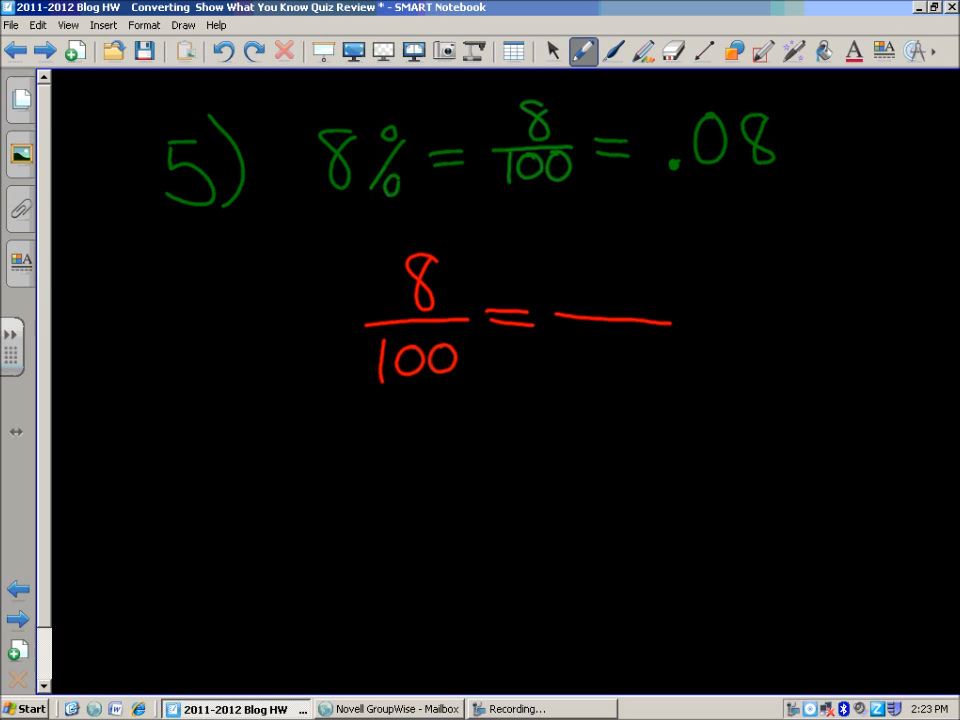 2011-2012 Blog HW Converting Show What You Know Quiz Review * - SMART Notebook
File Edit View Insert Format Draw Help
5) 8% = 8/100 = .08
8/100 = __
Start 2011-2012 Blog HW ... Novell GroupWise - Mailbox Recording... 2:23 PM